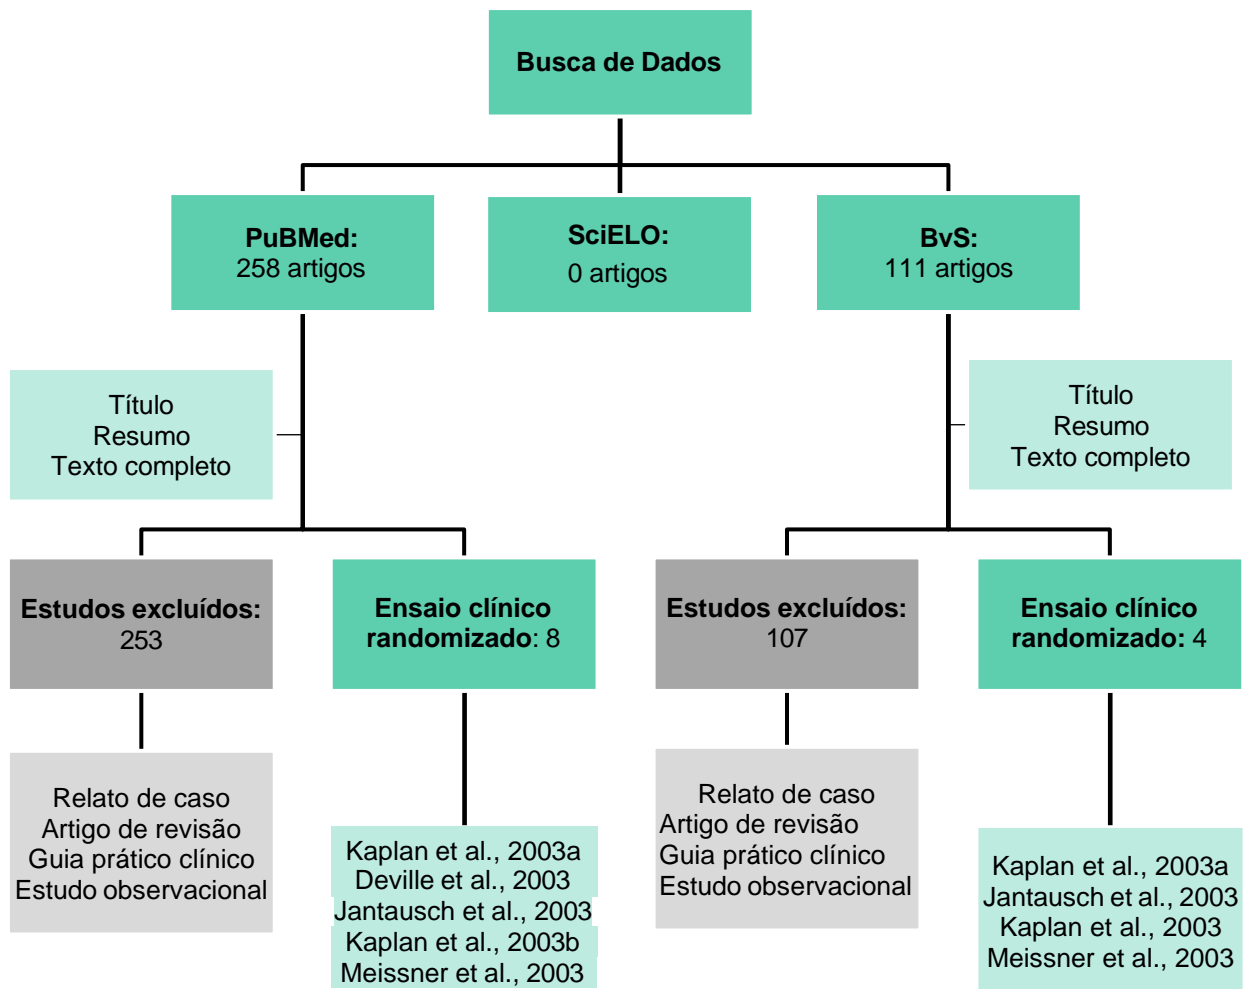 Busca de Dados
PuBMed:
258 artigos
SciELO:
0 artigos
BvS:
111 artigos
Título
Resumo
Texto completo
Título
Resumo
Texto completo
Estudos excluídos:
253
Ensaio clínico
randomizado: 8
Estudos excluídos:
107
Ensaio clínico
randomizado: 4
Relato de caso
Artigo de revisão
Guia prático clínico
Estudo observacional
Kaplan et al., 2003a
Deville et al., 2003
Jantausch et al., 2003
Kaplan et al., 2003b
Meissner et al., 2003
Relato de caso
Artigo de revisão
Guia prático clínico
Estudo observacional
Kaplan et al., 2003a
Jantausch et al., 2003
Kaplan et al., 2003
Meissner et al., 2003